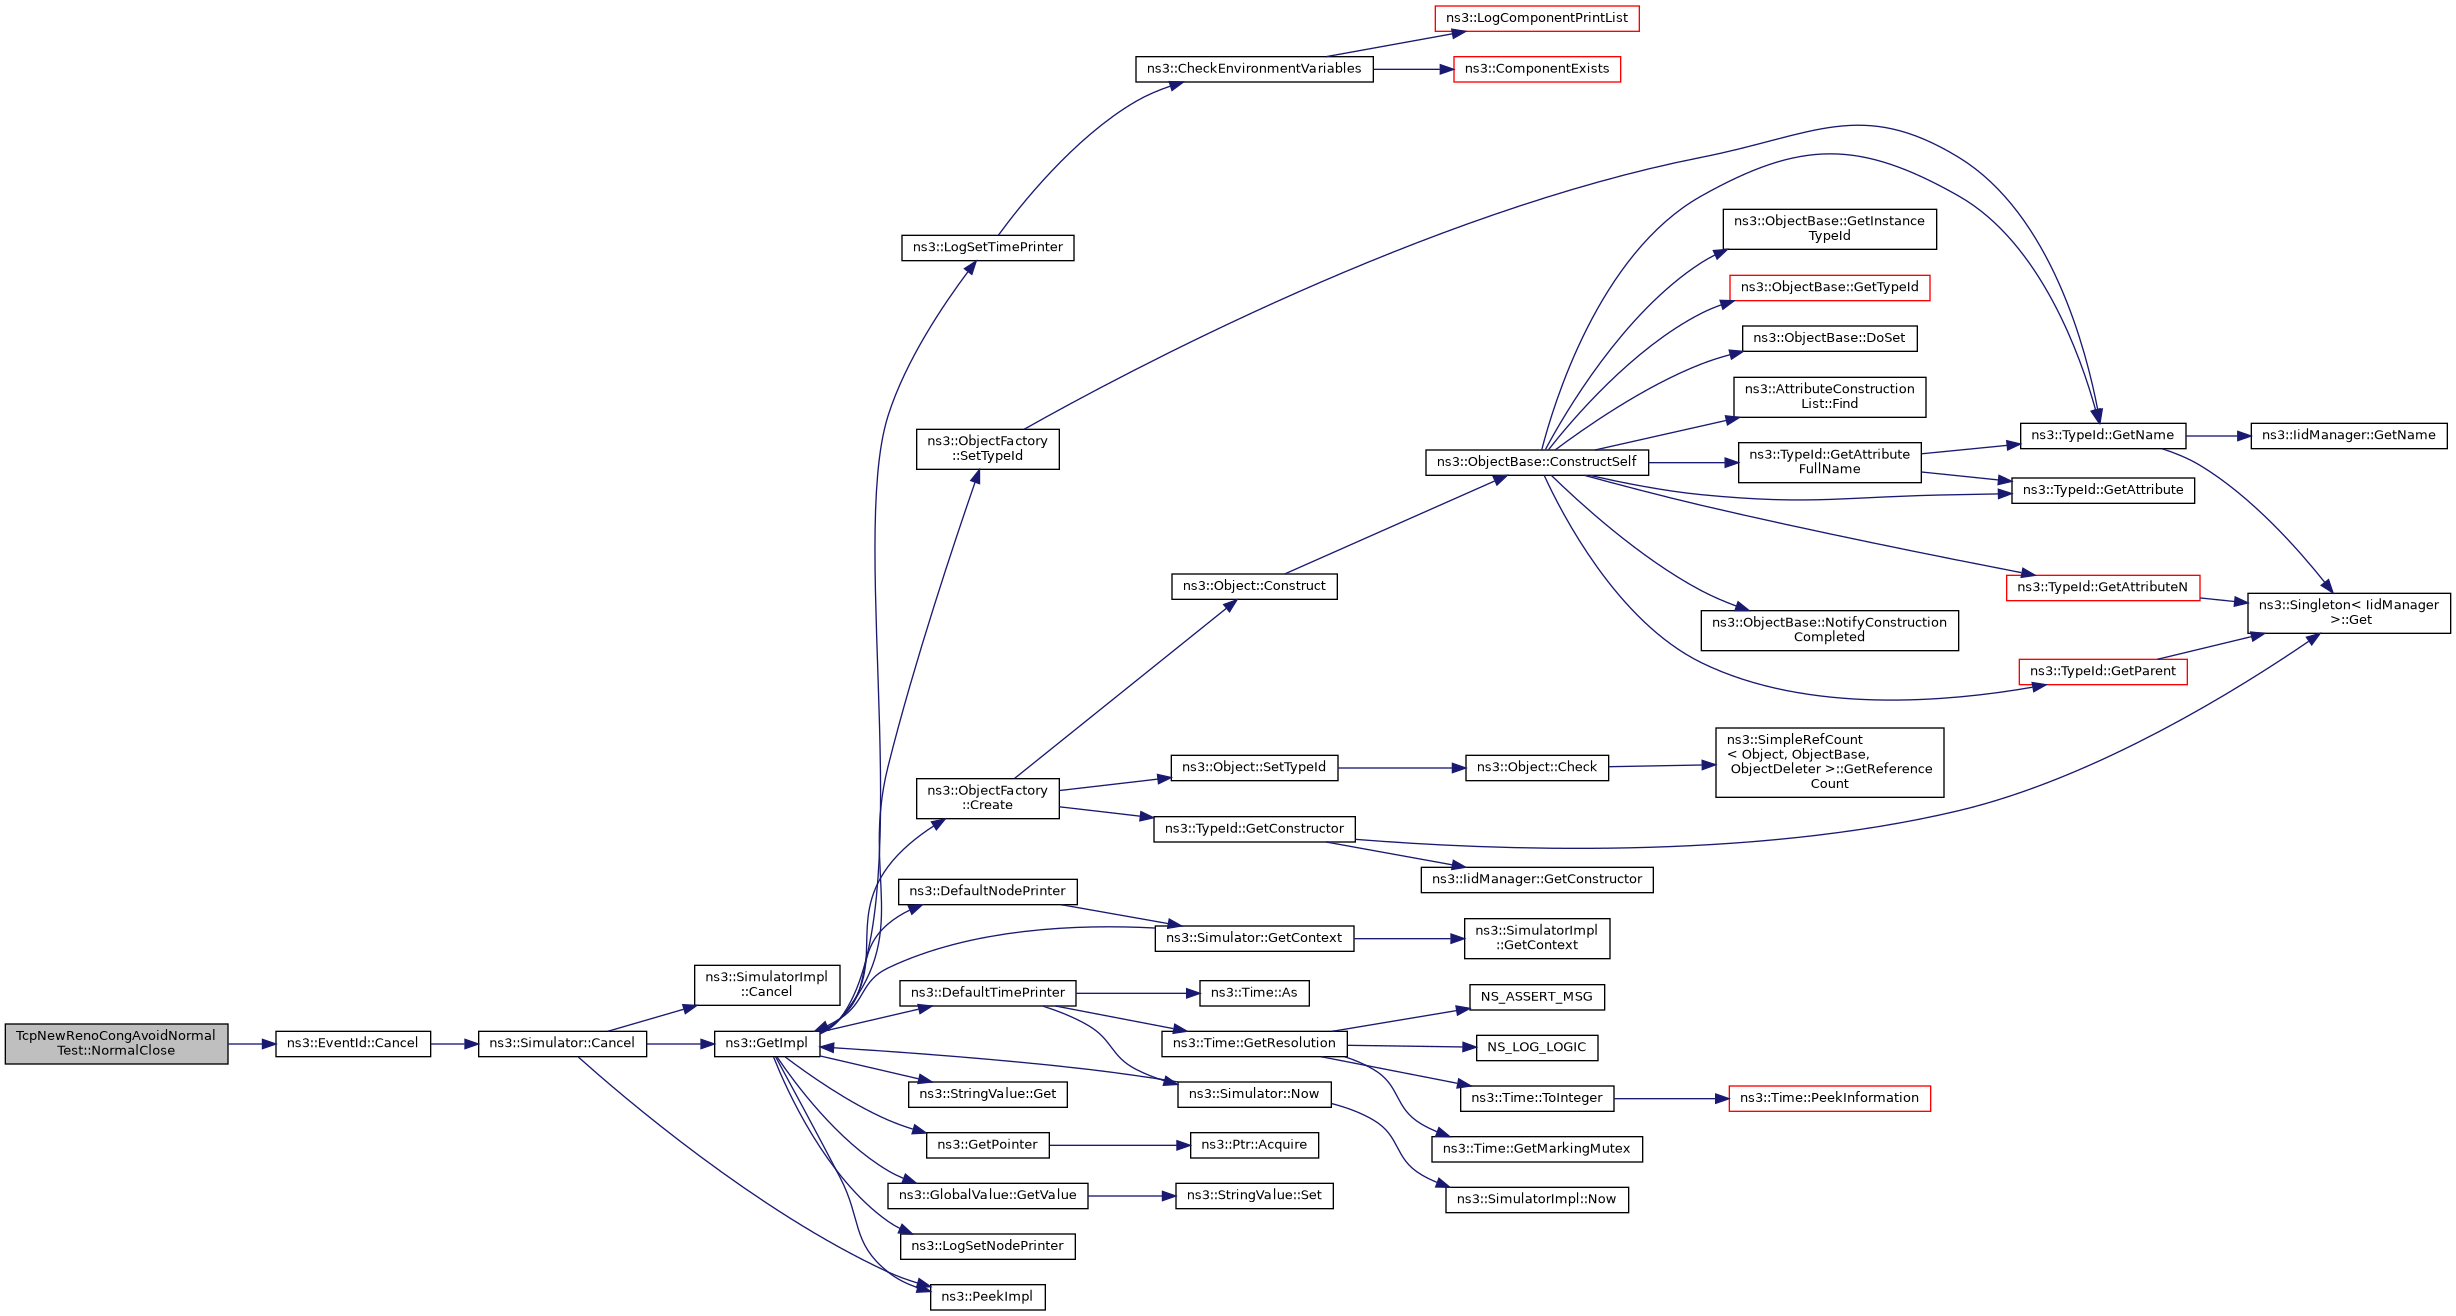 ns3::LogComponentPrintList
ns3::CheckEnvironmentVariables
ns3::ComponentExists
ns3::LogSetTimePrinter
ns3::ObjectBase::GetInstance
TypeId
ns3::ObjectBase::GetTypeId
ns3::ObjectBase::DoSet
ns3::AttributeConstruction
List::Find
ns3::ObjectFactory
::SetTypeId
ns3::ObjectBase::ConstructSelf
ns3::TypeId::GetAttribute
FullName
ns3::TypeId::GetName
ns3::IidManager::GetName
ns3::TypeId::GetAttribute
ns3::Object::Construct
ns3::TypeId::GetAttributeN
ns3::ObjectBase::NotifyConstruction
Completed
ns3::Singleton< IidManager
>::Get
ns3::TypeId::GetParent
ns3::ObjectFactory
::Create
ns3::Object::SetTypeId
ns3::Object::Check
ns3::SimpleRefCount
< Object, ObjectBase,
ObjectDeleter >::GetReference
Count
ns3::TypeId::GetConstructor
ns3::IidManager::GetConstructor
ns3::DefaultNodePrinter
ns3::Simulator::GetContext
ns3::SimulatorImpl
::GetContext
ns3::SimulatorImpl
::Cancel
ns3::DefaultTimePrinter
ns3::Time::As
NS_ASSERT_MSG
TcpNewRenoCongAvoidNormal
Test::NormalClose
ns3::EventId::Cancel
ns3::Simulator::Cancel
ns3::GetImpl
ns3::Time::GetResolution
NS_LOG_LOGIC
ns3::StringValue::Get
ns3::Simulator::Now
ns3::Time::ToInteger
ns3::Time::PeekInformation
ns3::GetPointer
ns3::Ptr::Acquire
ns3::Time::GetMarkingMutex
ns3::GlobalValue::GetValue
ns3::StringValue::Set
ns3::SimulatorImpl::Now
ns3::LogSetNodePrinter
ns3::PeekImpl